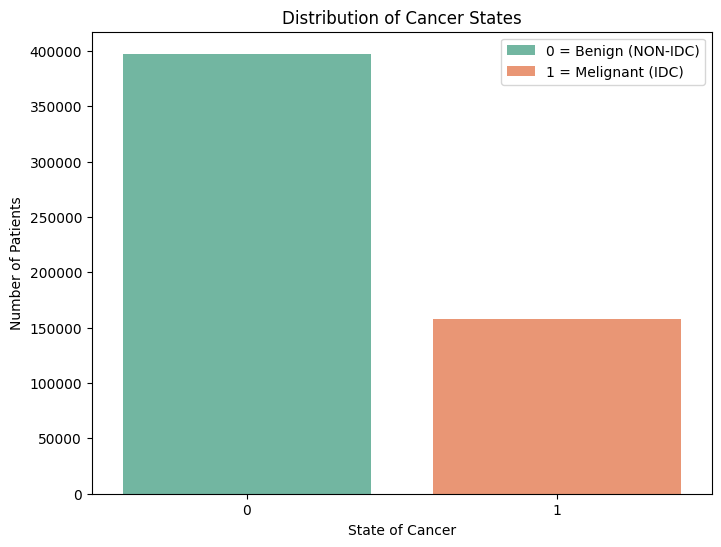 Distribution of Cancer States
0 = Benign (NON-IDC)
1 = Melignant (IDC)
Number of Patients
400000
350000
300000
250000
200000
150000
100000
50000
0
0
1
State of Cancer